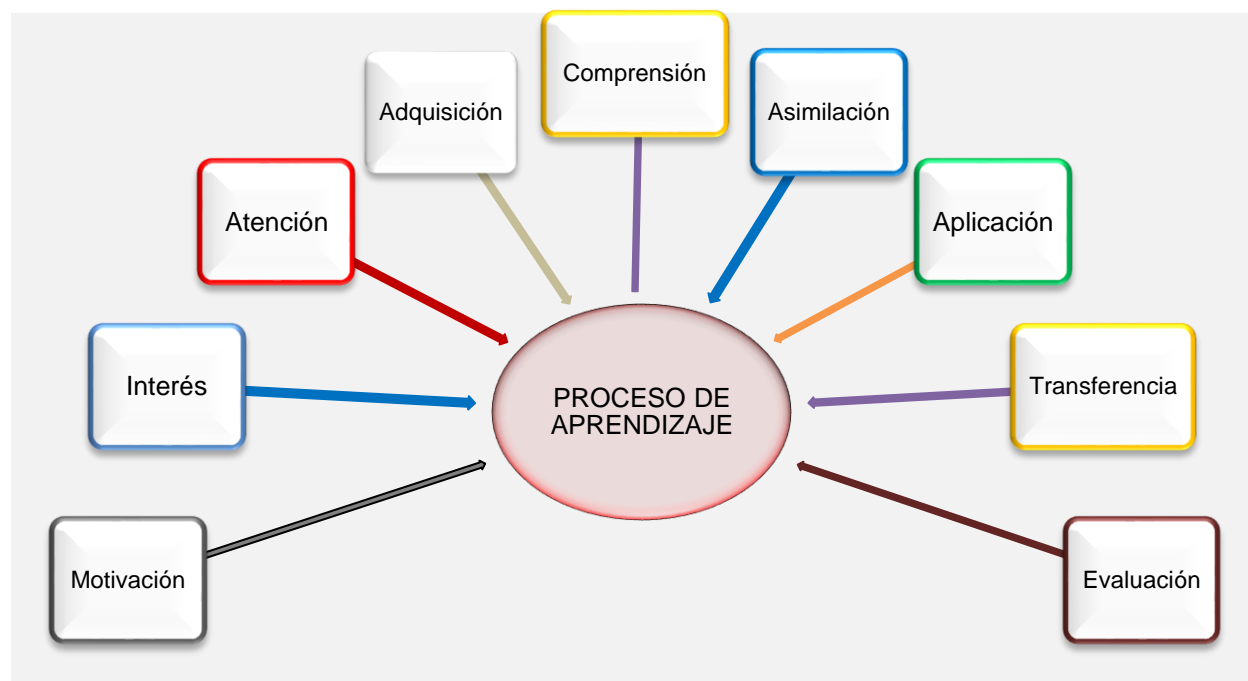 Comprensión
Adquisición
Asimilación
Atención
Aplicación
Interés
Transferencia
PROCESO DE
APRENDIZAJE
Motivación
Evaluación